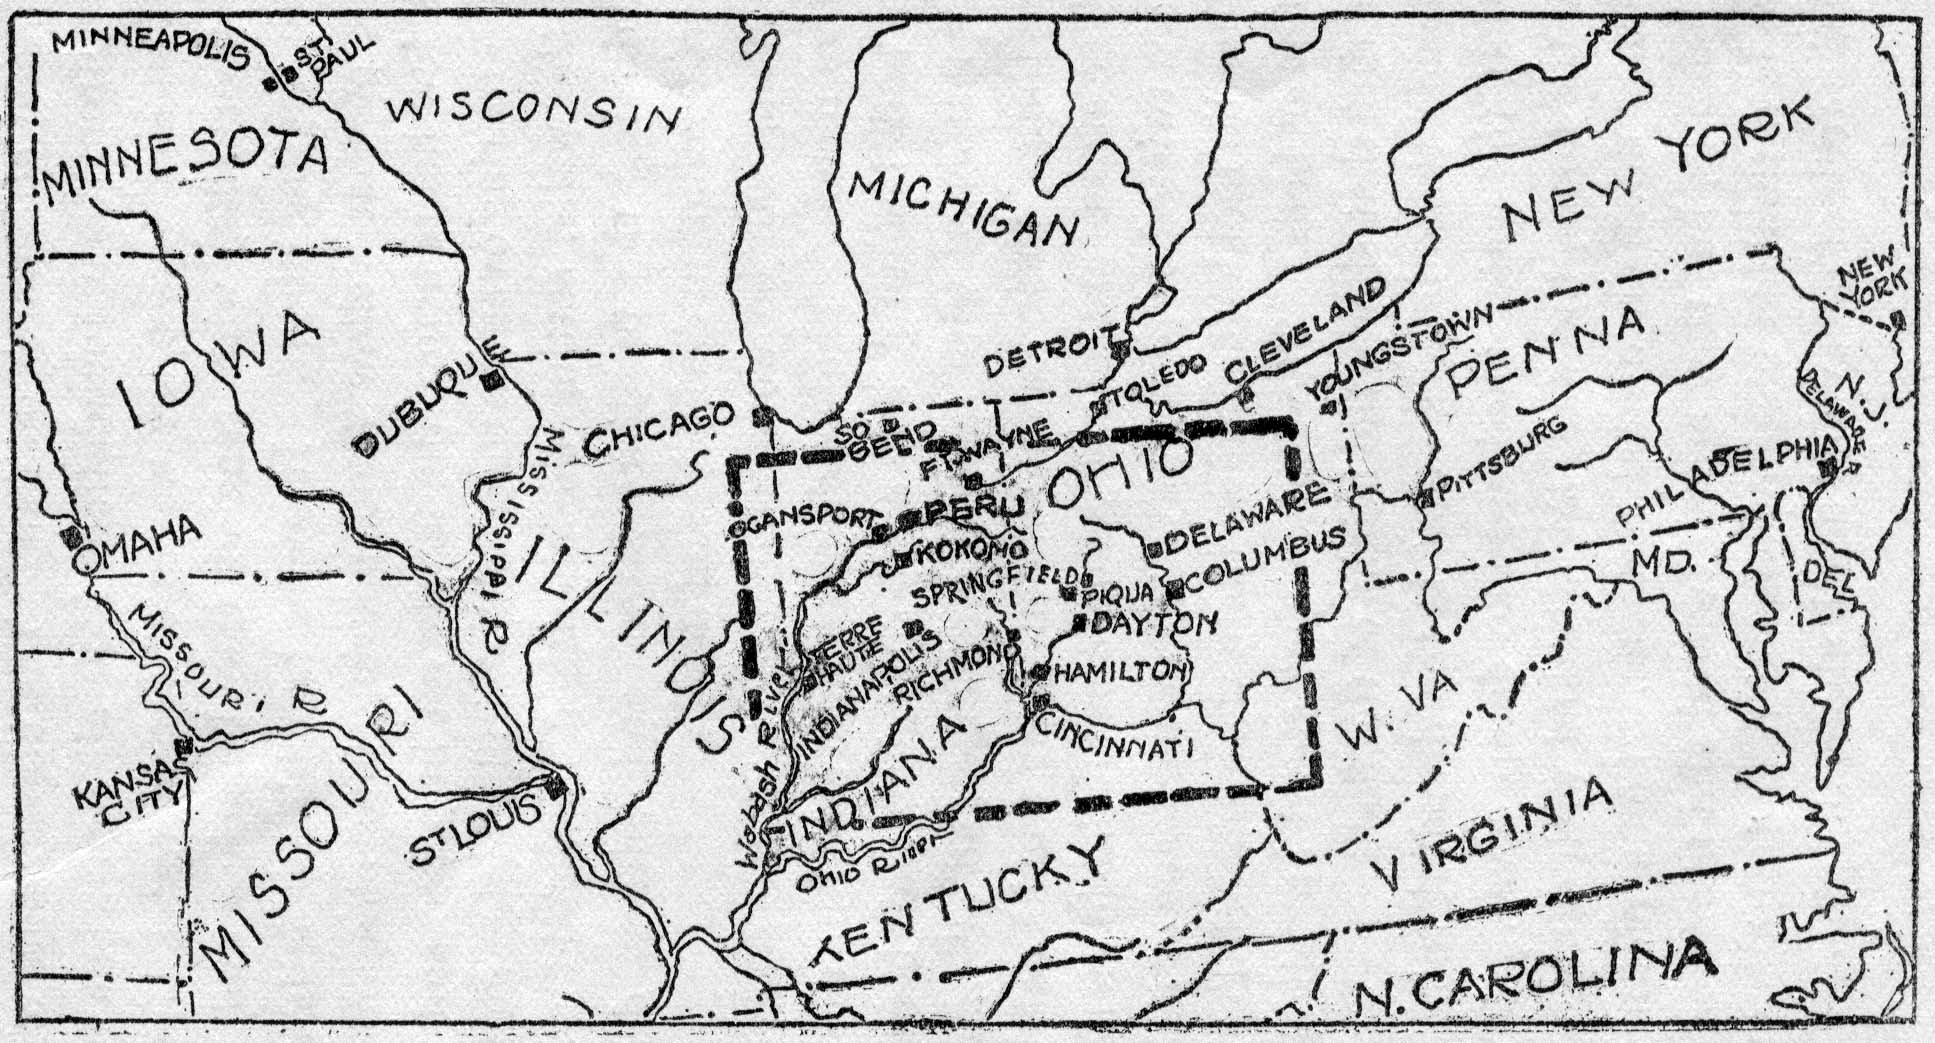 MINNEAPOLIS
ST.
PAUL
WISCONSIN
MINNESOTA
MICHIGAN
NEW YORK
NEW
YORK
IOWA
DUBUQUE
DETROIT
TOLEDO
CLEVELAND
YOUNGSTOWN
PENNA
N.J.
DELAWARE R
CHICAGO
SO
BEND
FT. WAYNE
OHIO
PITTSBURG
PHILADELPHIA
MISSISSIPPI R
OMAHA
ILLINOIS
OGANSPORT
PERU
KOKOMO
DELAWARE
COLUMBUS
MD.
DEL
SPRINGFIELD
PIQUA
DAYTON
MISSOURI R
TERRE
HAUTE
INDIANAPOLIS
RICHMOND
HAMILTON
CINCINNATI
W. VA
KANSAS
CITY
MISSOURI
ST LOUIS
WABASH RIVER
INDIANA
OHIO RIVER
KENTUCKY
VIRGINIA
N. CAROLINA